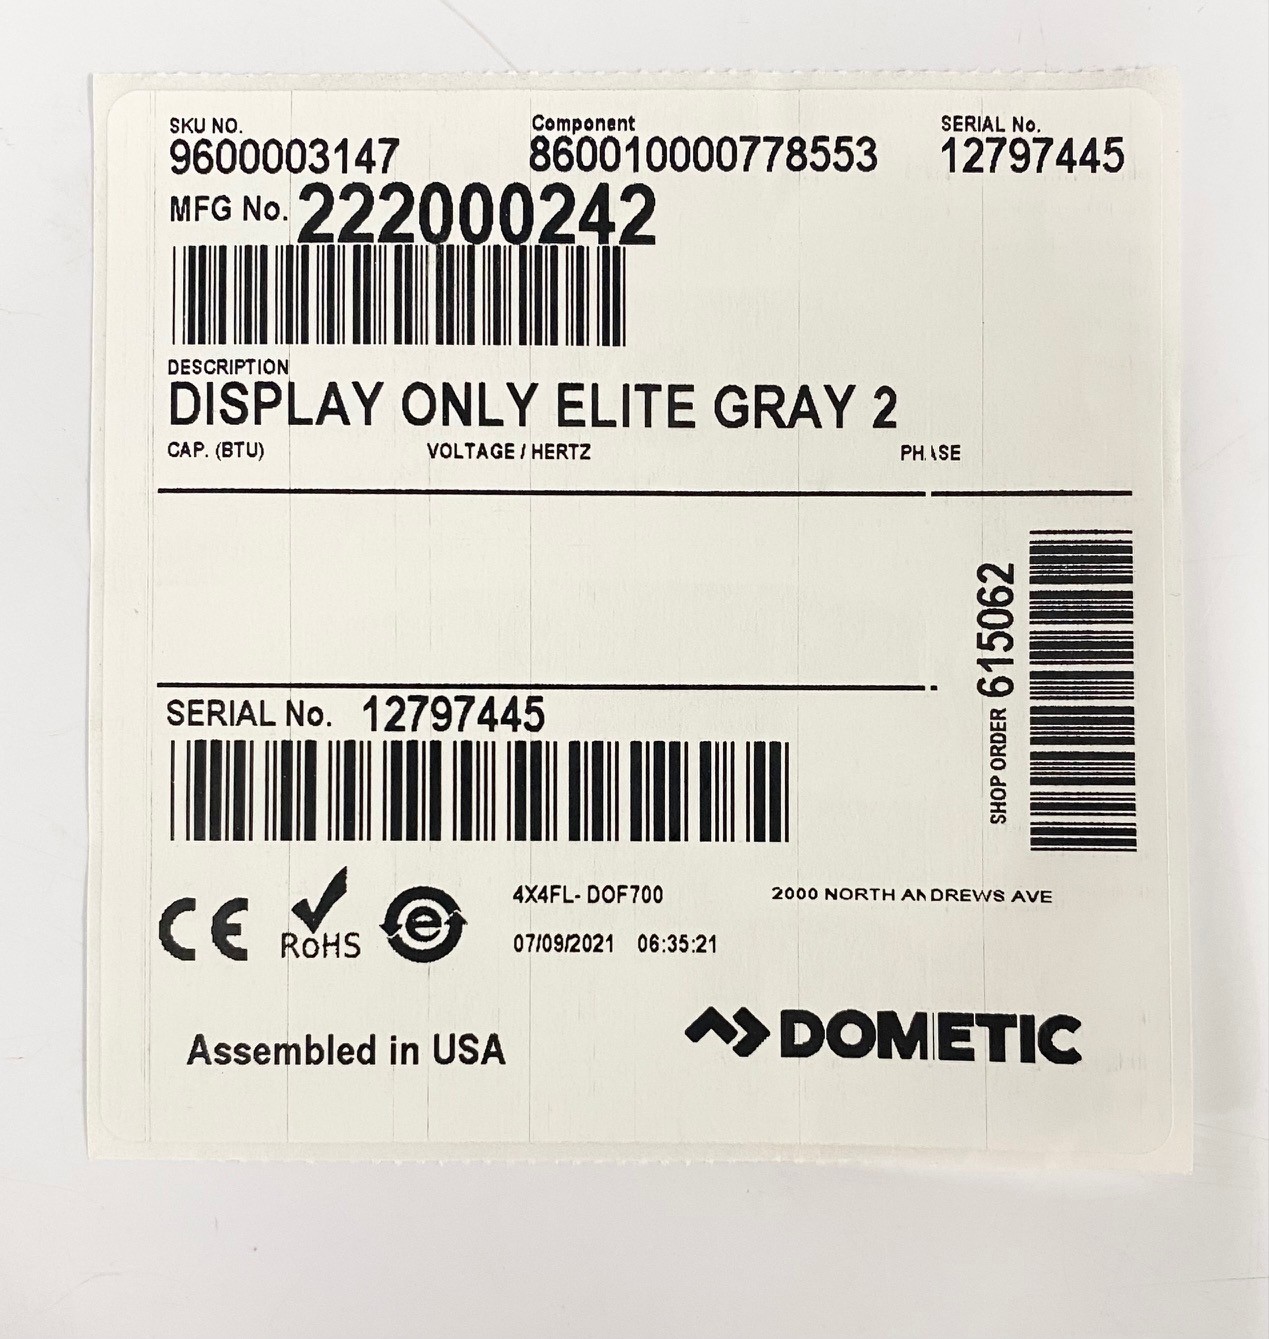 SKU NO. Component SERIAL No.
9600003147 860010000778553 12797445
MFG No. 222000242
DESCRIPTION
DISPLAY ONLY ELITE GRAY 2
CAP. (BTU) VOLTAGE / HERTZ PHASE
SHOP ORDER 615062
SERIAL No. 12797445
CE RoHS e
4X4FL- DOF700 2000 NORTH ANDREWS AVE
07/09/2021 06:35:21
Assembled in USA
DOMETIC